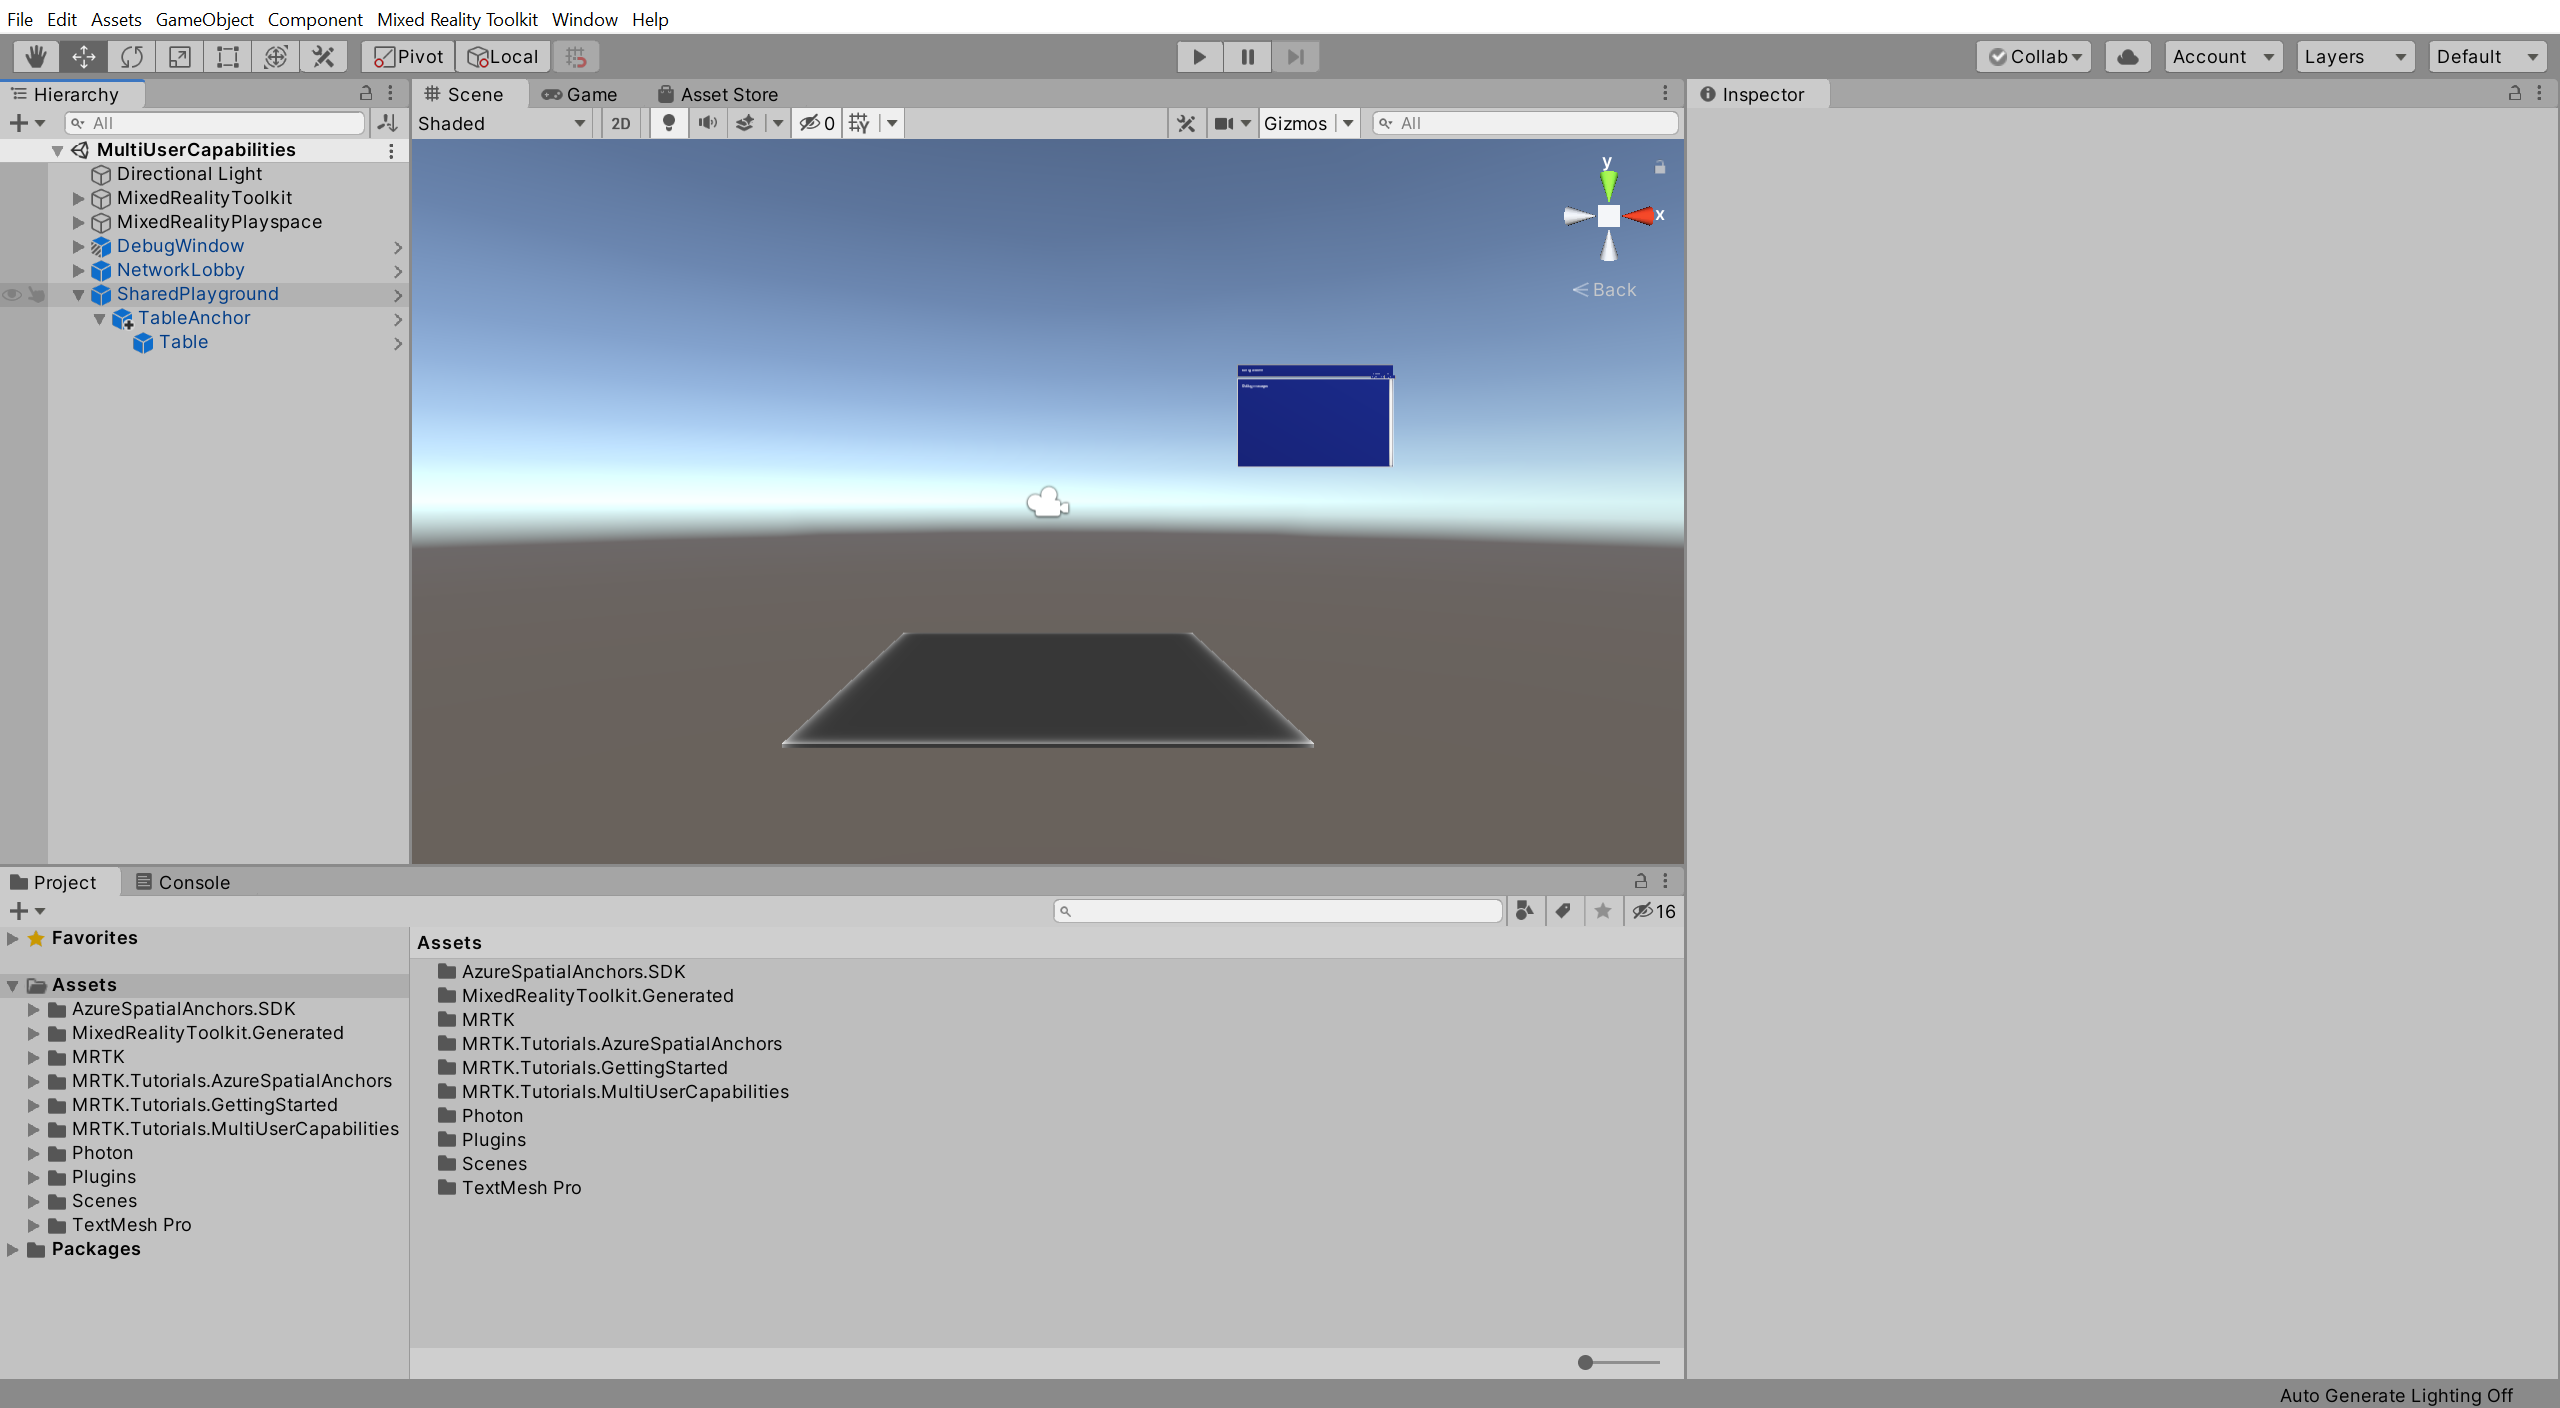 File Edit Assets GameObject Component Mixed Reality Toolkit Window Help
Pivot Local Collab Account Layers Default
Hierarchy
All
MultiUserCapabilities
Directional Light
MixedRealityToolkit
MixedRealityPlayspace
DebugWindow
NetworkLobby
SharedPlayground
TableAnchor
Table
Scene Game Asset Store
Shaded 2D 0 Gizmos All
y
x
Back
Inspector
Project Console
16
Favorites
Assets
AzureSpatialAnchors.SDK
MixedRealityToolkit.Generated
MRTK
MRTK.Tutorials.AzureSpatialAnchors
MRTK.Tutorials.GettingStarted
MRTK.Tutorials.MultiUserCapabilities
Photon
Plugins
Scenes
TextMesh Pro
Packages
Assets
AzureSpatialAnchors.SDK
MixedRealityToolkit.Generated
MRTK
MRTK.Tutorials.AzureSpatialAnchors
MRTK.Tutorials.GettingStarted
MRTK.Tutorials.MultiUserCapabilities
Photon
Plugins
Scenes
TextMesh Pro
Auto Generate Lighting Off